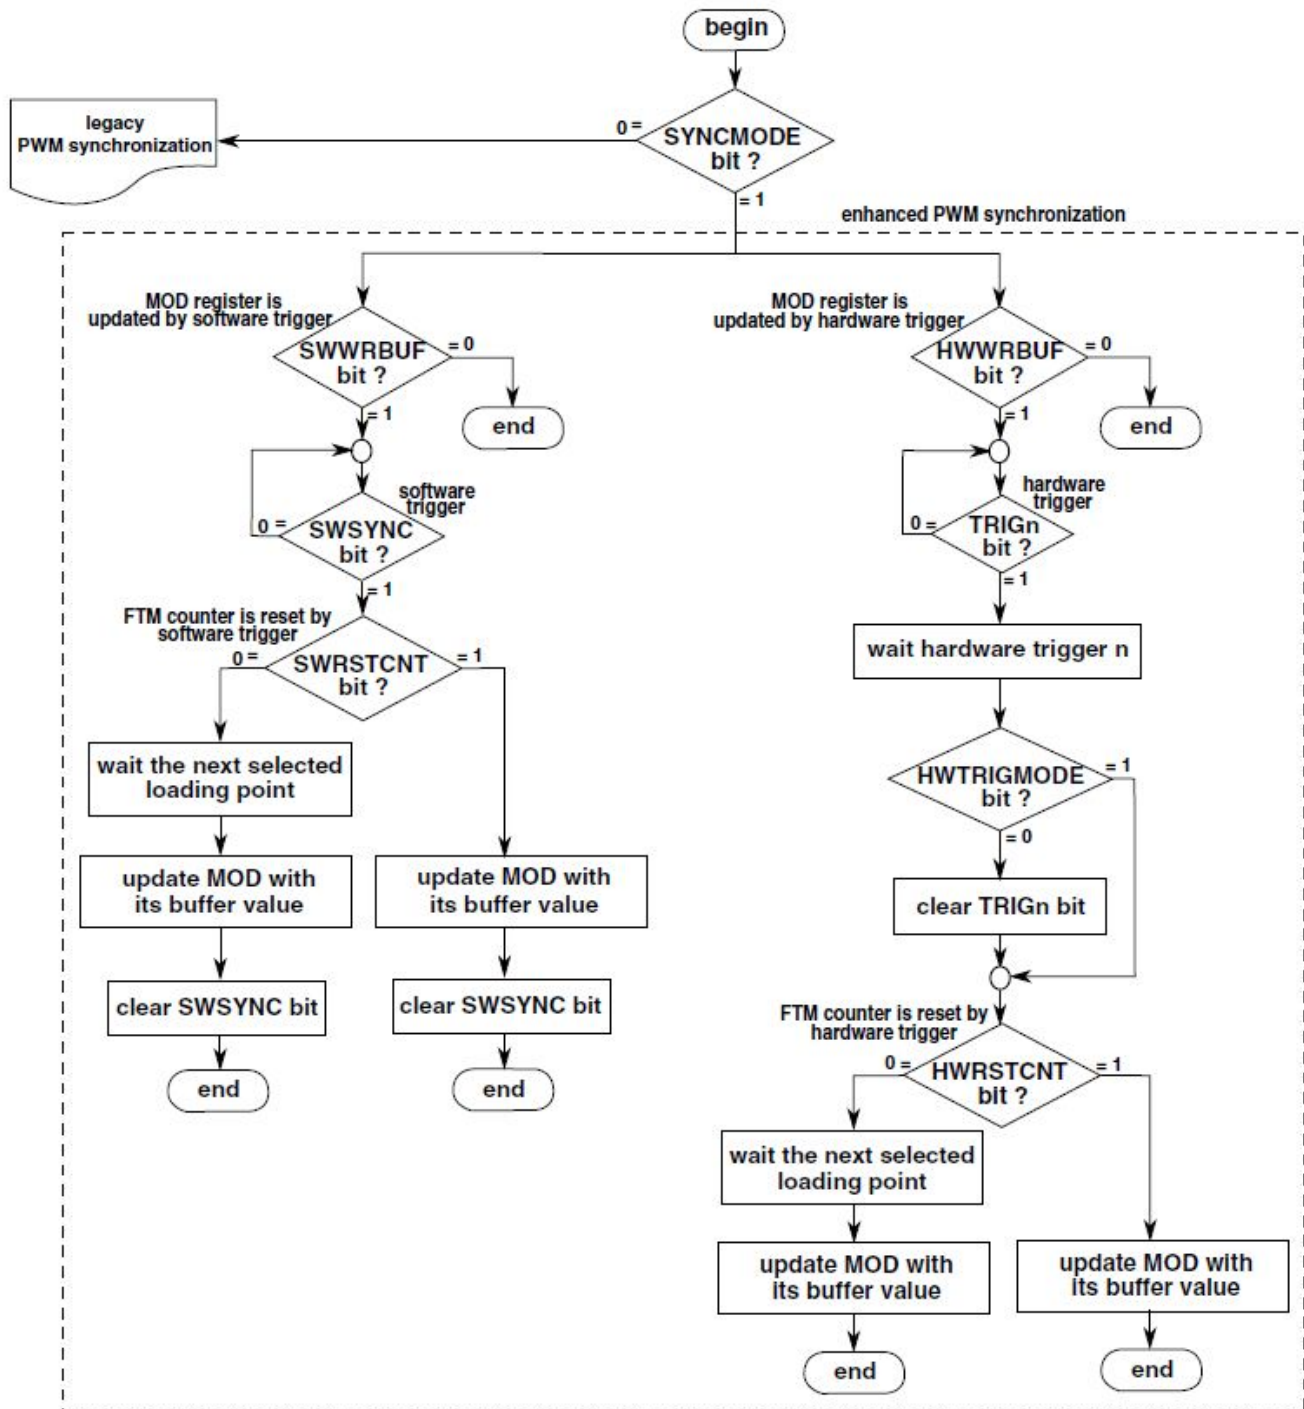 begin
legacy
PWM synchronization
0 =
SYNCMODE
bit ?
= 1
enhanced PWM synchronization
MOD register is
updated by software trigger
SWWRBUF
bit ?
= 0
end
= 1
software
trigger
0 =
SWSYNC
bit ?
= 1
FTM counter is reset by
software trigger
0 =
SWRSTCNT
bit ?
= 1
wait the next selected
loading point
update MOD with
its buffer value
clear SWSYNC bit
end
update MOD with
its buffer value
clear SWSYNC bit
end
MOD register is
updated by hardware trigger
HWWRBUF
bit ?
= 0
end
= 1
hardware
trigger
0 =
TRIGn
bit ?
= 1
wait hardware trigger n
HWTRIGMODE
bit ?
= 1
= 0
clear TRIGn bit
FTM counter is reset by
hardware trigger
0 =
HWRSTCNT
bit ?
= 1
wait the next selected
loading point
update MOD with
its buffer value
end
update MOD with
its buffer value
end